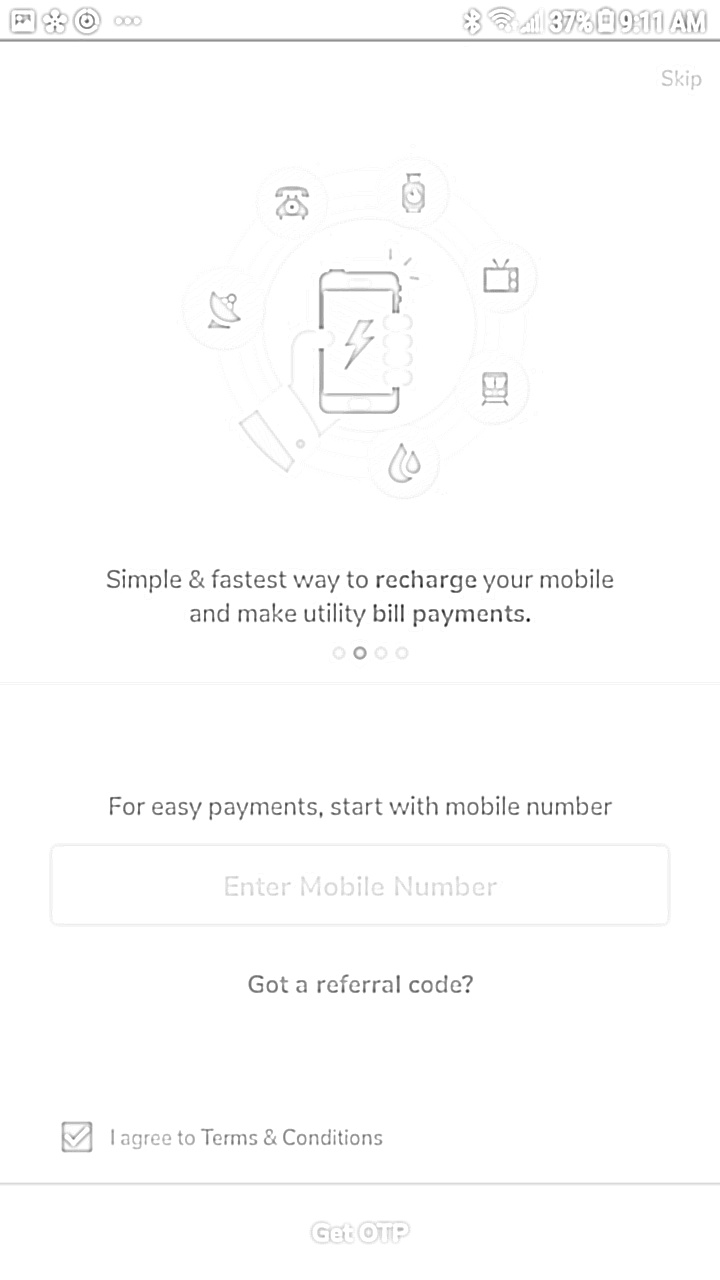 37% 9:11 AM
Skip
Simple & fastest way to recharge your mobile
and make utility bill payments.
For easy payments, start with mobile number
Enter Mobile Number
Got a referral code?
I agree to Terms & Conditions
Get OTP